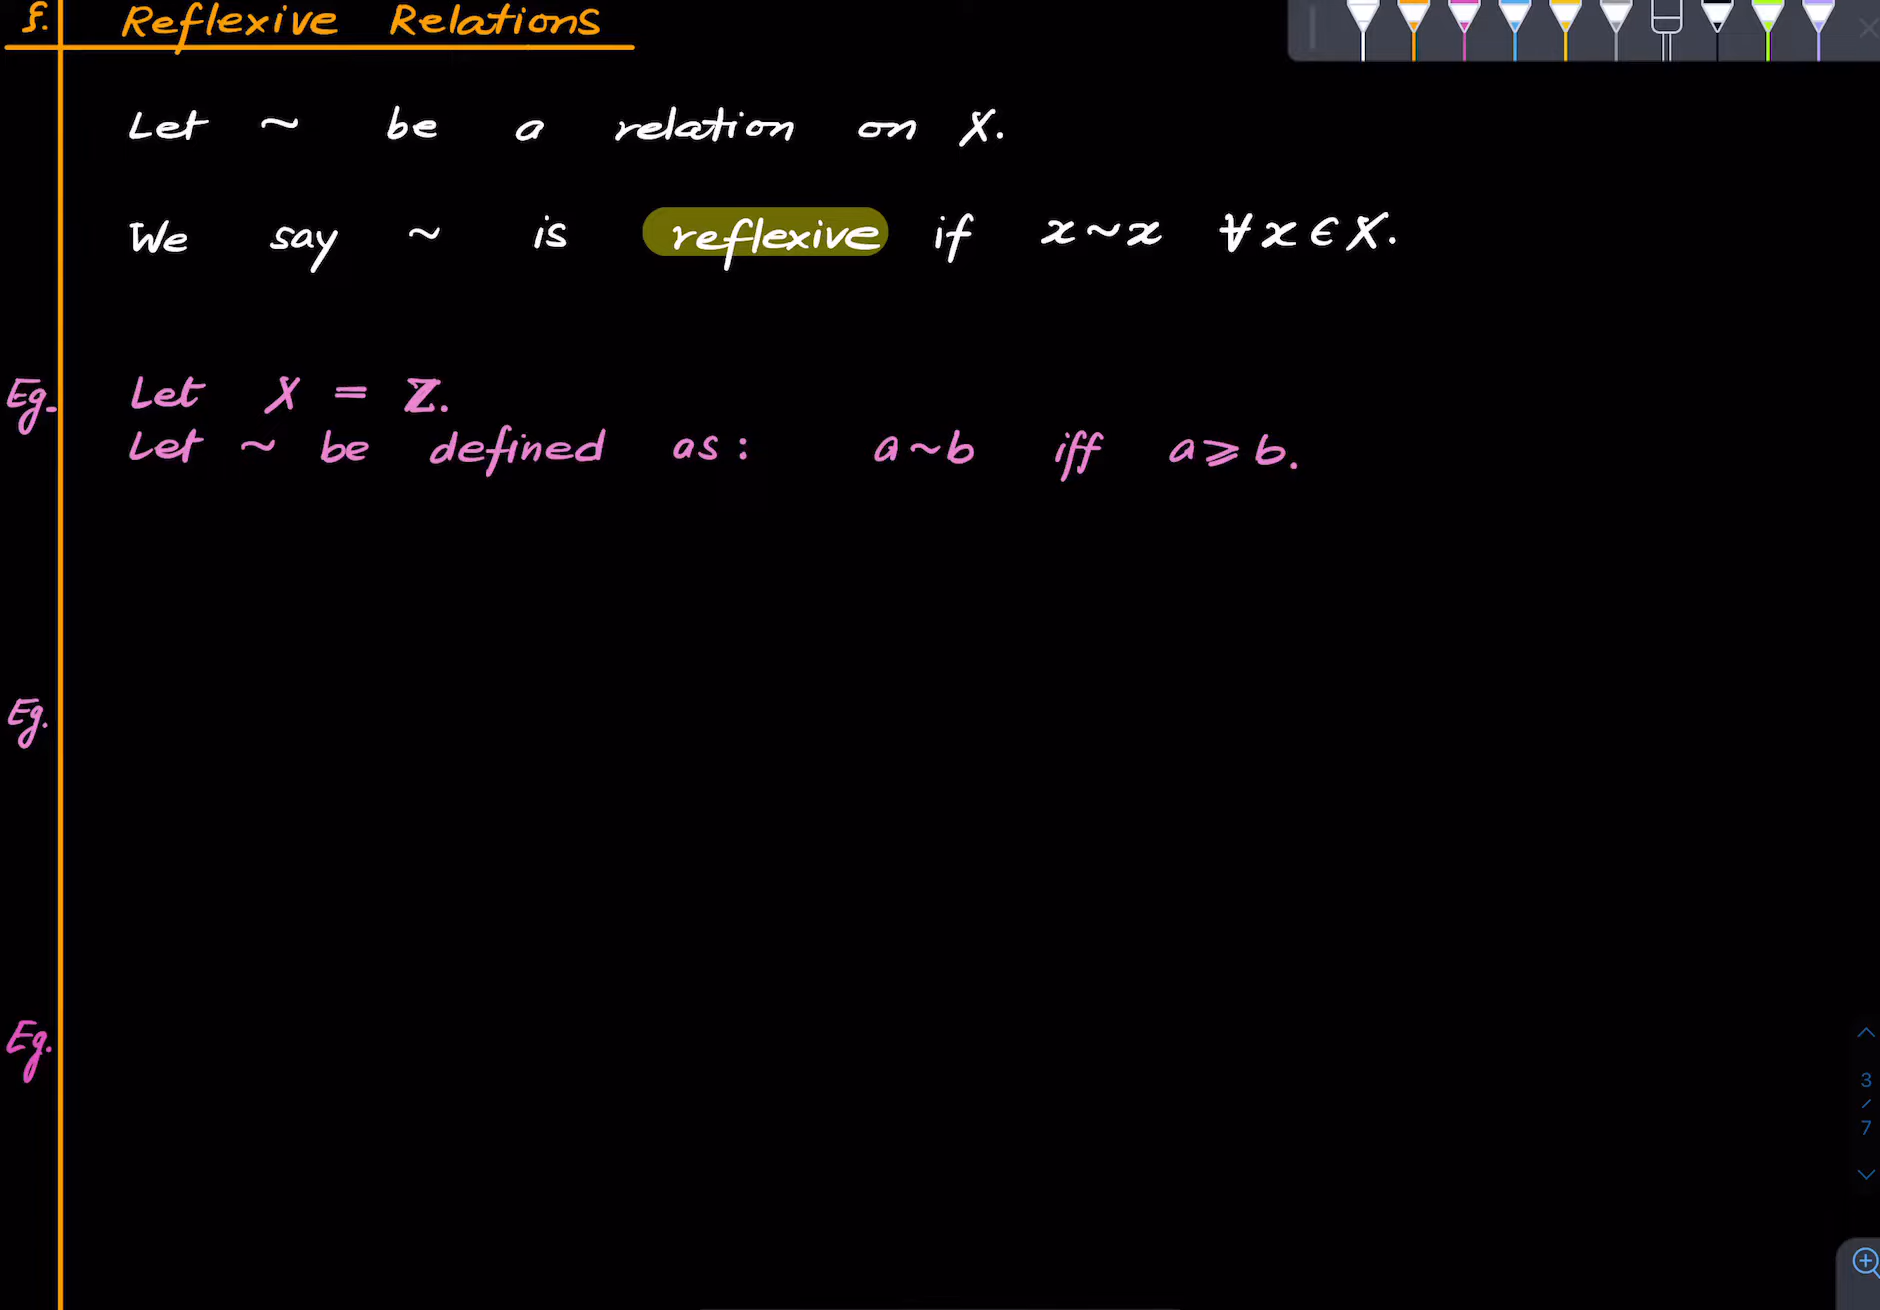 f. Reflexive Relations
Let ~ be a relation on X.
We say ~ is reflexive if x~x ∀x∈X.
Eg. Let X = ℤ.
Let ~ be defined as: a~b iff a⩾b.
Eg.
Eg.
3
/
7